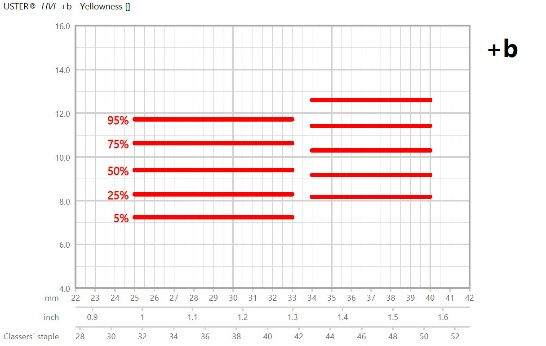 USTER® HVI +b Yellowness []
+b
16.0
14.0
12.0
10.0
8.0
6.0
4.0
95%
75%
50%
25%
5%
22 23 24 25 26 27 28 29 30 31 32 33 34 35 36 37 38 39 40 41 42
mm
0.9 1 1.1 1.2 1.3 1.4 1.5 1.6
inch
28 30 32 34 36 38 40 42 44 46 48 50 52
Classers' staple